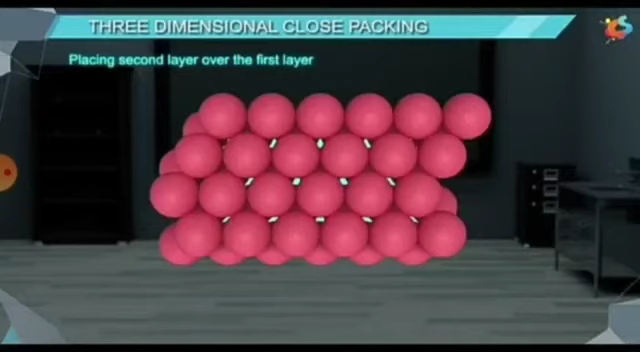 THREE DIMENSIONAL CLOSE PACKING
Placing second layer over the first layer